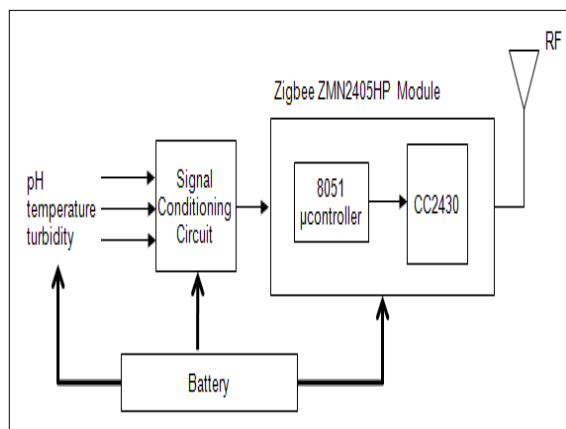 RF
Zigbee ZMN2405HP Module
pH
temperature
turbidity
Signal
Conditioning
Circuit
8051
µcontroller
CC2430
Battery